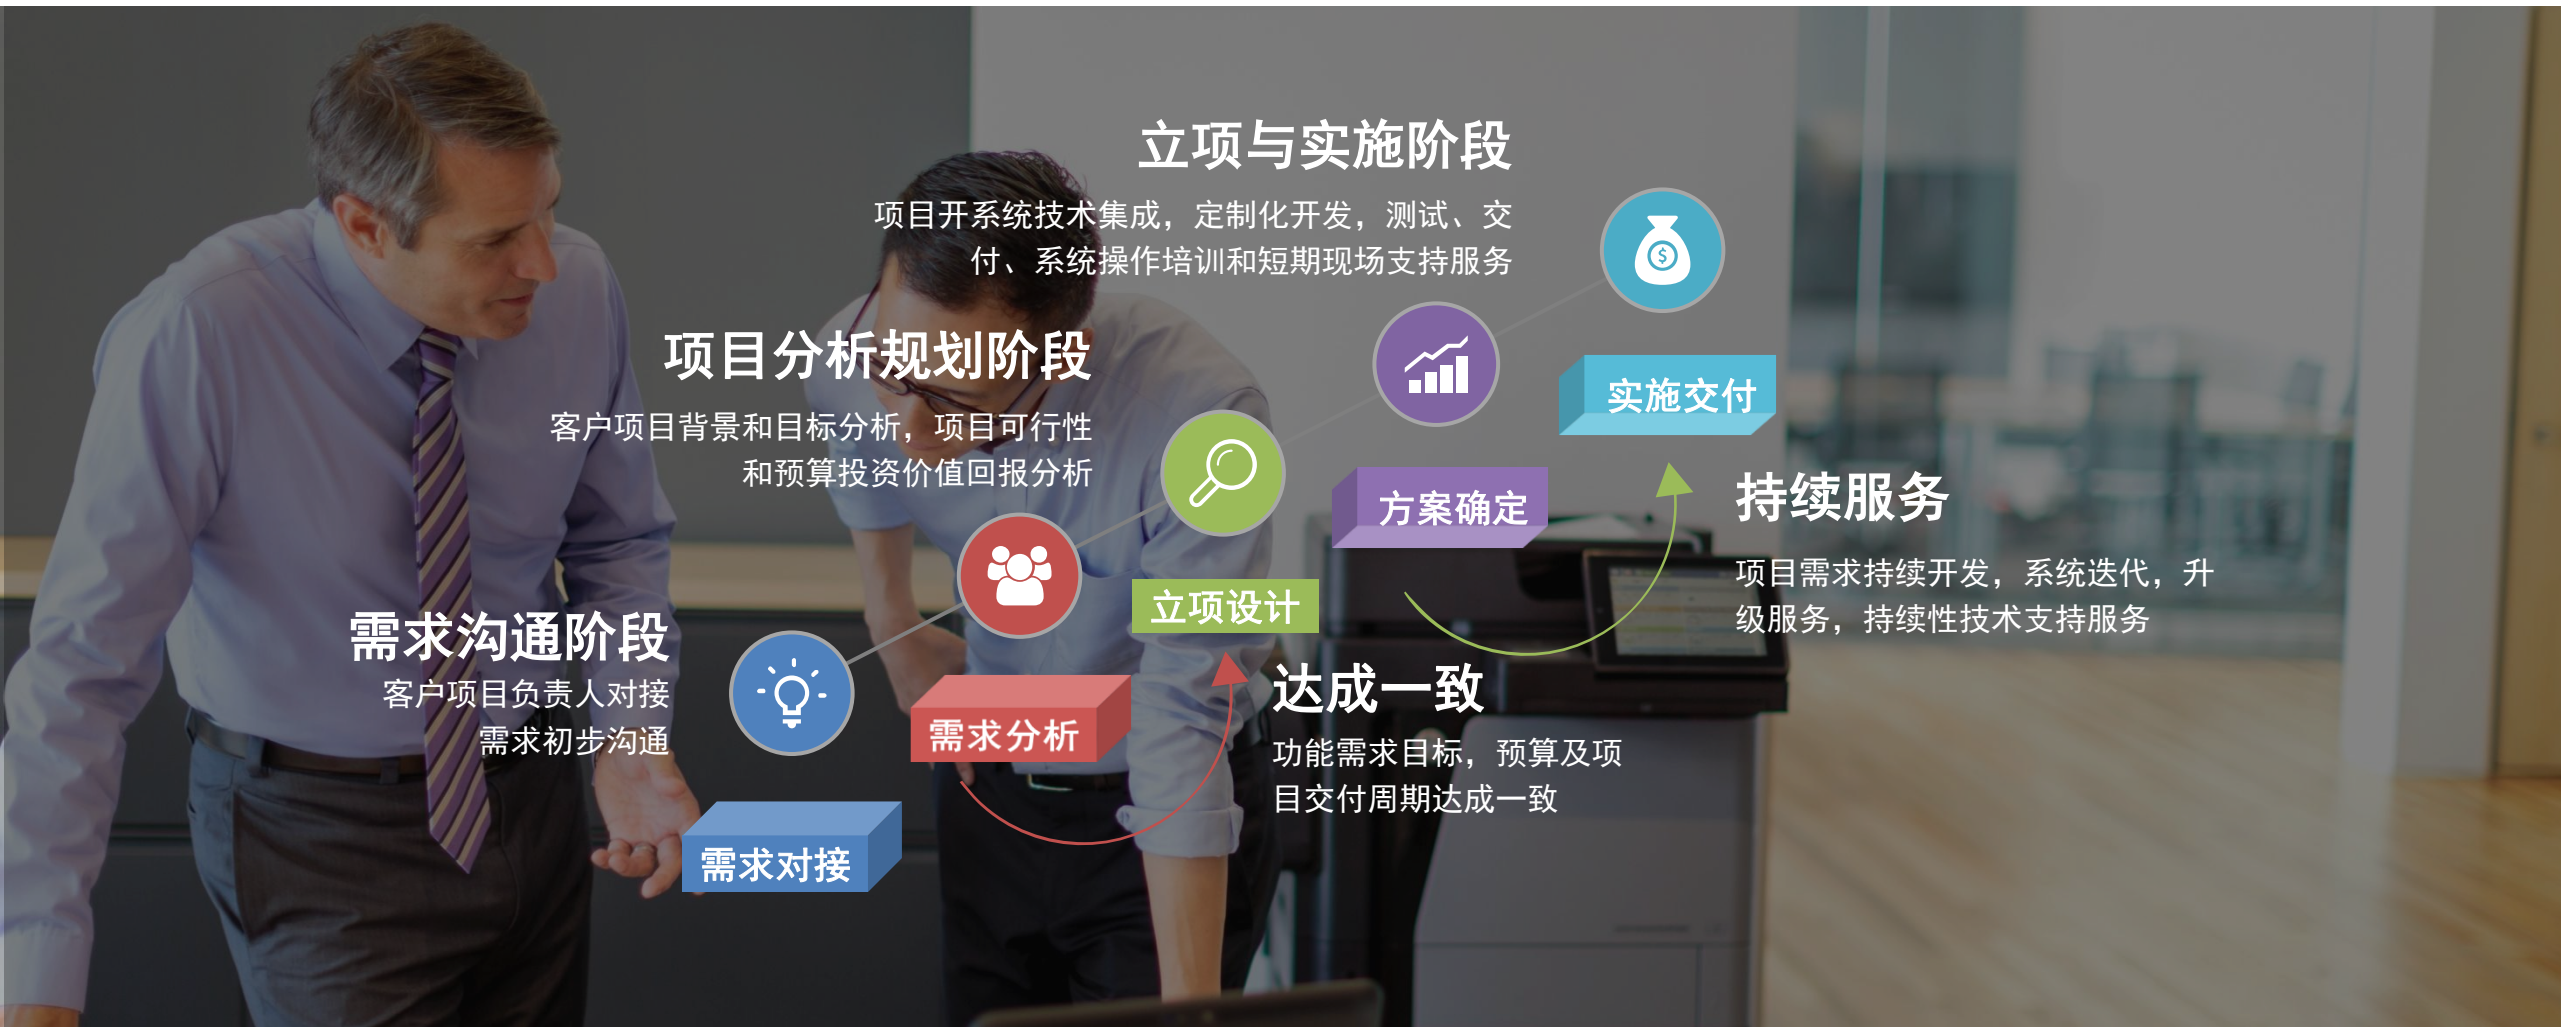 立项与实施阶段
项目开系统技术集成，定制化开发，测试、交
付、系统操作培训和短期现场支持服务
项目分析规划阶段
客户项目背景和目标分析，项目可行性
和预算投资价值回报分析
需求沟通阶段
客户项目负责人对接
需求初步沟通
需求对接
需求分析
立项设计
方案确定
实施交付
达成一致
功能需求目标，预算及项
目交付周期达成一致
持续服务
项目需求持续开发，系统迭代，升
级服务，持续性技术支持服务